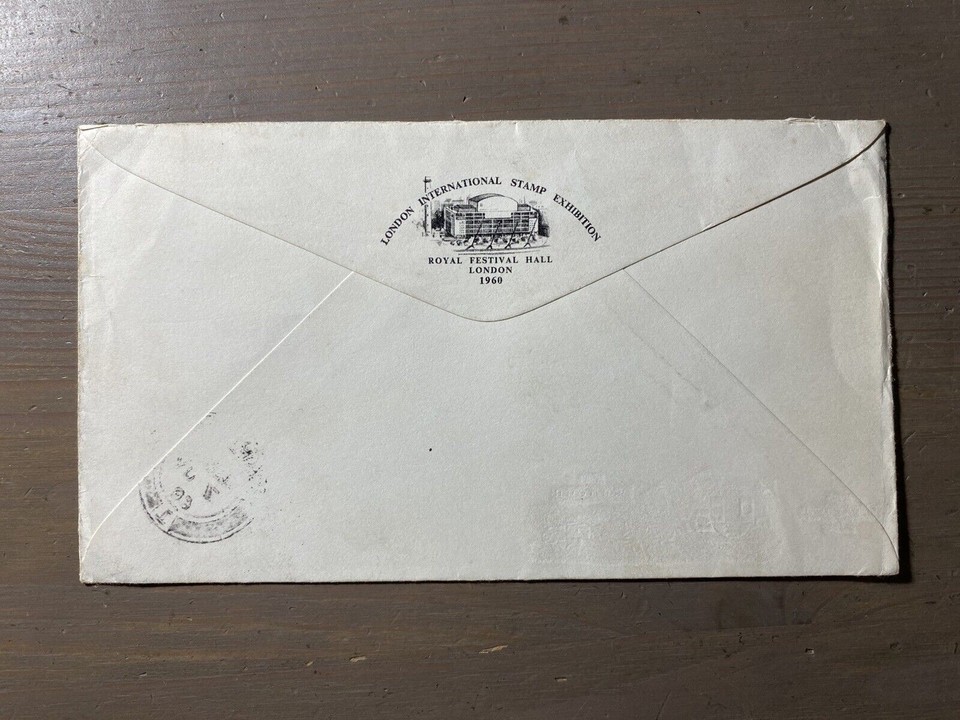 LONDON INTERNATIONAL STAMP EXHIBITION
ROYAL FESTIVAL HALL
LONDON
1960